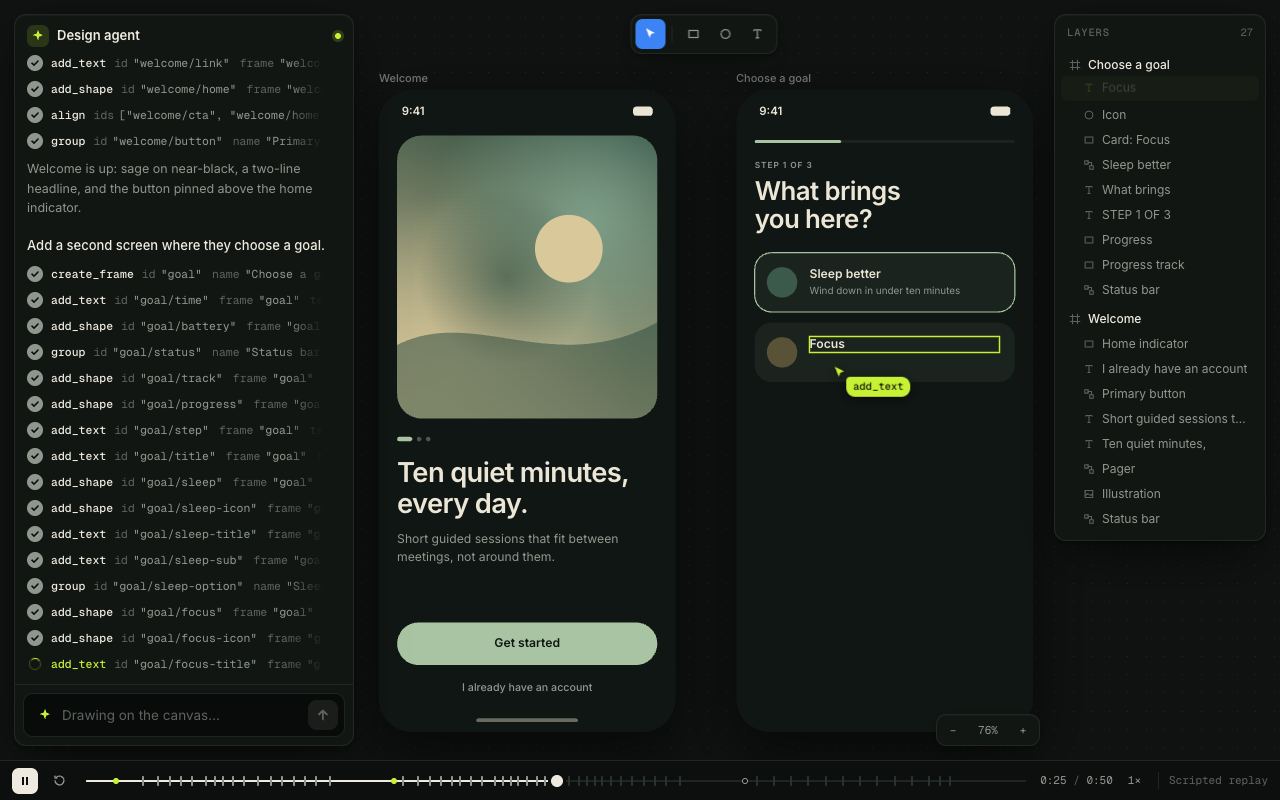 Design agent
add_text id "welcome/link" frame "welco
add_shape id "welcome/home" frame "welc
align ids ["welcome/cta", "welcome/home
group id "welcome/button" name "Primary
Welcome is up: sage on near-black, a two-line
headline, and the button pinned above the home
indicator.
Add a second screen where they choose a goal.
create_frame id "goal" name "Choose a g
add_text id "goal/time" frame "goal" te
add_shape id "goal/battery" frame "goal
group id "goal/status" name "Status bar
add_shape id "goal/track" frame "goal"
add_shape id "goal/progress" frame "goa
add_text id "goal/step" frame "goal" te
add_text id "goal/title" frame "goal"
add_shape id "goal/sleep" frame "goal"
add_shape id "goal/sleep-icon" frame "g
add_text id "goal/sleep-title" frame "g
add_text id "goal/sleep-sub" frame "goa
group id "goal/sleep-option" name "Slee
add_shape id "goal/focus" frame "goal"
add_shape id "goal/focus-icon" frame "g
add_text id "goal/focus-title" frame "g
Drawing on the canvas...
T
Welcome
9:41
Ten quiet minutes,
every day.
Short guided sessions that fit between
meetings, not around them.
Get started
I already have an account
Choose a goal
9:41
STEP 1 OF 3
What brings
you here?
Sleep better
Wind down in under ten minutes
Focus
add_text
− 76% +
LAYERS 27
Choose a goal
T Focus
Icon
Card: Focus
Sleep better
T What brings
T STEP 1 OF 3
Progress
Progress track
Status bar
Welcome
Home indicator
T I already have an account
Primary button
T Short guided sessions t...
T Ten quiet minutes,
Pager
Illustration
Status bar
0:25 / 0:50 1× Scripted replay